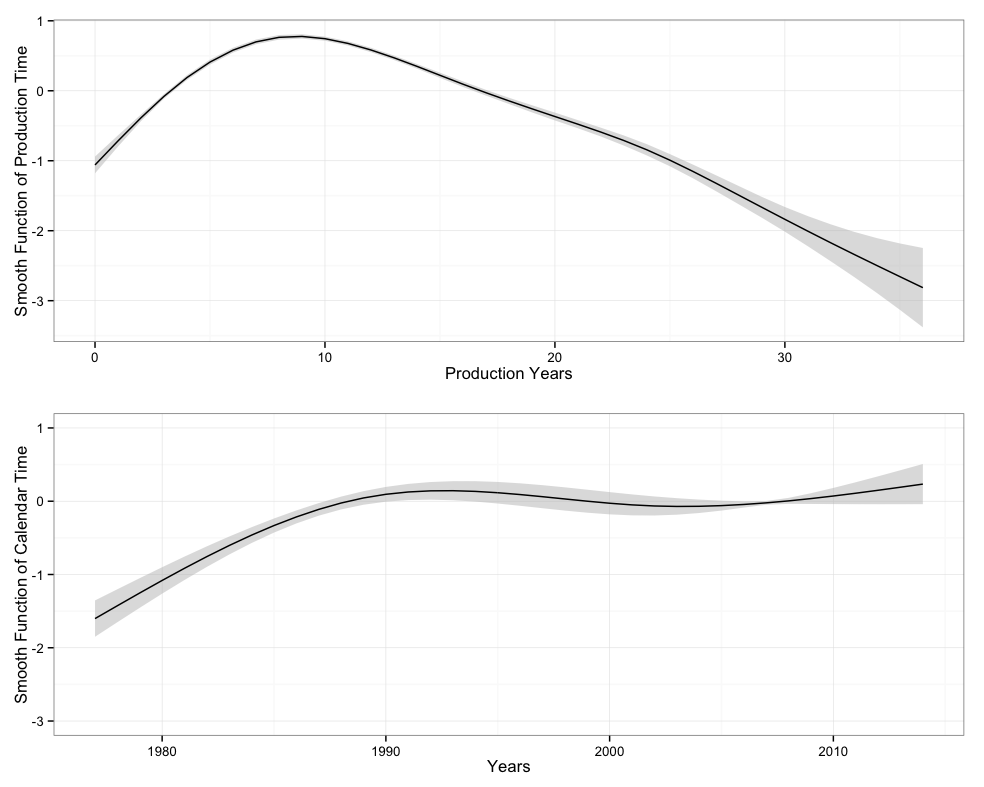 Smooth Function of Production Time
1
0
-1
-2
-3
0 10 20 30
Production Years
Smooth Function of Calendar Time
1
0
-1
-2
-3
1980 1990 2000 2010
Years